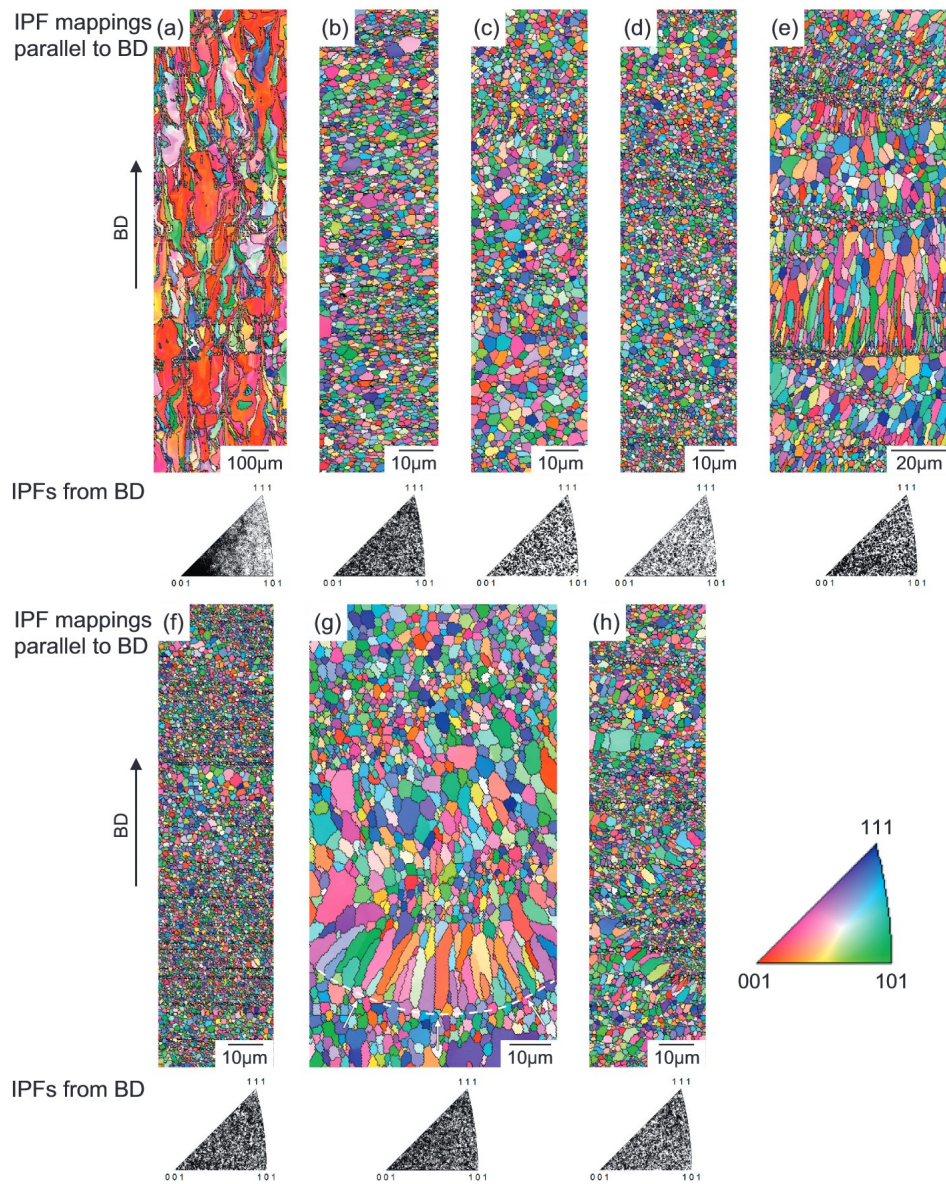 IPF mappings
parallel to BD
(a)
(b)
(c)
(d)
(e)
BD
100μm
10μm
10μm
10μm
20μm
IPFs from BD
111
001
101
111
001
101
111
001
101
111
001
101
111
001
101
IPF mappings
parallel to BD
(f)
(g)
(h)
BD
111
001
101
10μm
10μm
10μm
IPFs from BD
111
001
101
111
001
101
111
001
101